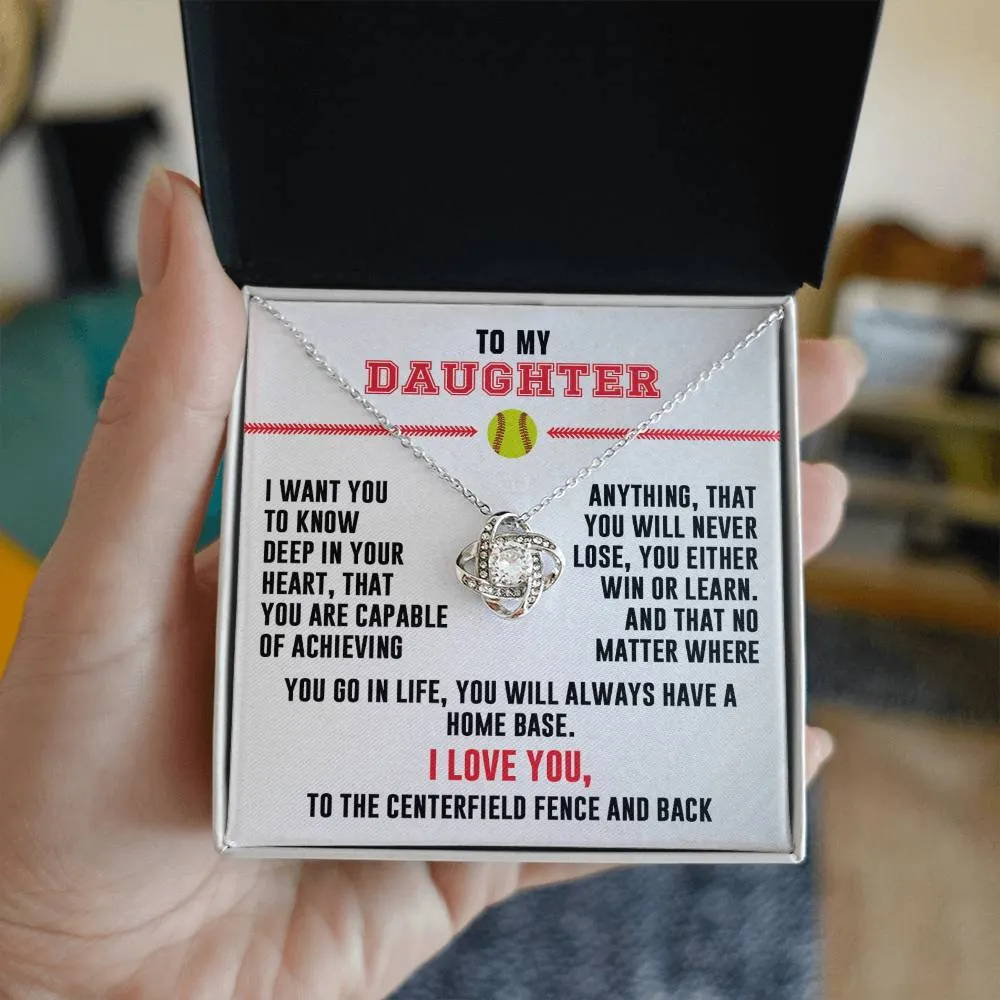 TO MY
DAUGHTER
I WANT YOU
TO KNOW
DEEP IN YOUR
HEART, THAT
YOU ARE CAPABLE
OF ACHIEVING
ANYTHING, THAT
YOU WILL NEVER
LOSE, YOU EITHER
WIN OR LEARN.
AND THAT NO
MATTER WHERE
YOU GO IN LIFE, YOU WILL ALWAYS HAVE A
HOME BASE.
I LOVE YOU,
TO THE CENTERFIELD FENCE AND BACK